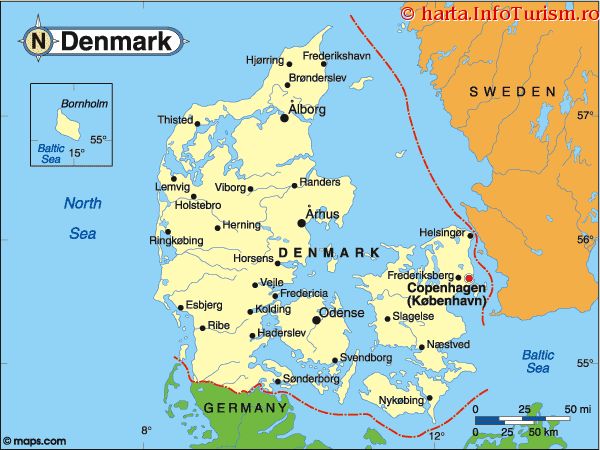 © harta.InfoTurism.ro
N Denmark
Bornholm
55°
Baltic
Sea
15°
Hjørring
Frederikshavn
Brønderslev
Ålborg
Thisted
SWEDEN
57°
Lemvig
Viborg
Randers
Holstebro
North
Sea
Århus
Herning
Ringkøbing
Helsingør
56°
Horsens
DENMARK
Vejle
Fredericia
Frederiksberg
Copenhagen
(København)
Esbjerg
Kolding
Odense
Slagelse
Ribe
Haderslev
Næstved
Baltic
Sea
Svendborg
55°
Sønderborg
Nykøbing
GERMANY
0 25 50 mi
0 25 50 km
© maps.com
8°
12°